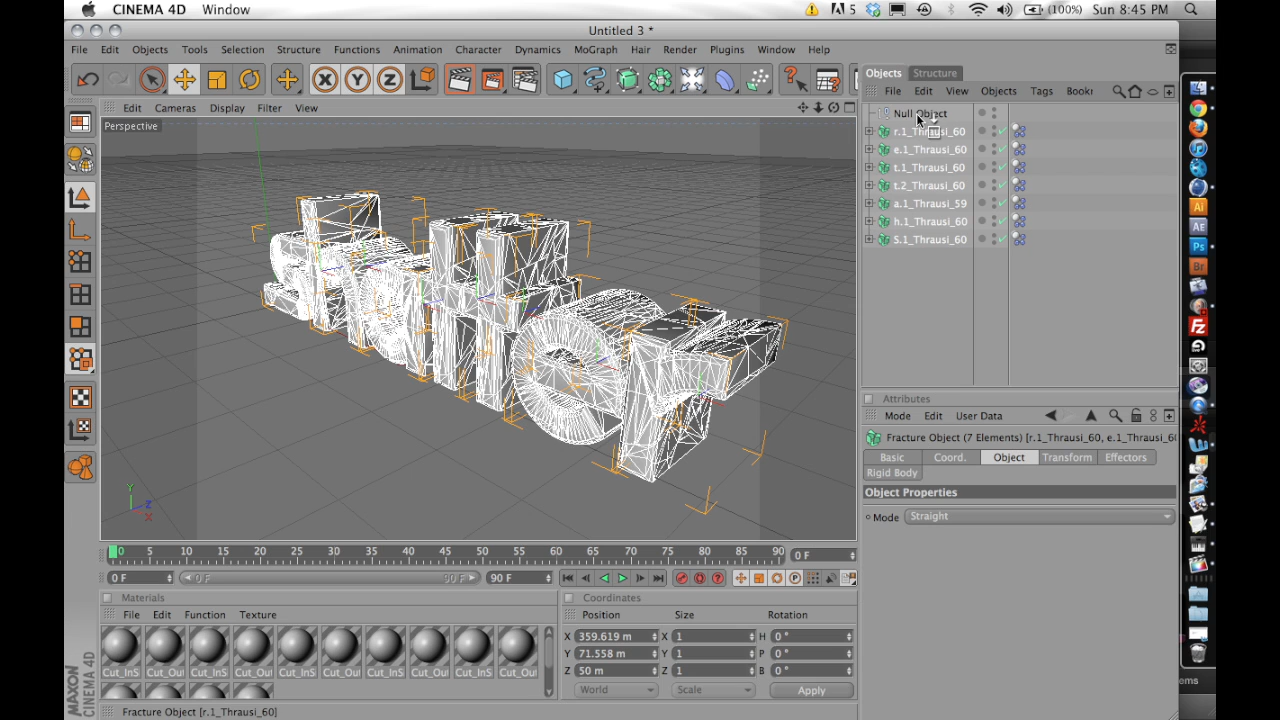 CINEMA 4D Window
5 (100%) Sun 8:45 PM
Untitled 3 *
File Edit Objects Tools Selection Structure Functions Animation Character Dynamics MoGraph Hair Render Plugins Window Help
X Y Z
Edit Cameras Display Filter View
Perspective
Y Z X
0 5 10 15 20 25 30 35 40 45 50 55 60 65 70 75 80 85 90 0 F
0 F 0 F 90 F 90 F
Materials
File Edit Function Texture
Cut_InS Cut_Out Cut_InS Cut_Out Cut_InS Cut_Out Cut_InS Cut_Out Cut_InS Cut_Out
MAXON CINEMA 4D
Coordinates
Position Size Rotation
X 359.619 m X 1 H 0 °
Y 71.558 m Y 1 P 0 °
Z 50 m Z 1 B 0 °
World Scale Apply
Fracture Object [r.1_Thrausi_60]
Objects Structure
File Edit View Objects Tags Bookr
Null Object
r.1_Thrausi_60
e.1_Thrausi_60
t.1_Thrausi_60
t.2_Thrausi_60
a.1_Thrausi_59
h.1_Thrausi_60
S.1_Thrausi_60
Attributes
Mode Edit User Data
Fracture Object (7 Elements) [r.1_Thrausi_60, e.1_Thrausi_60
Basic Coord. Object Transform Effectors
Rigid Body
Object Properties
Mode Straight
Ai
Ae
Ps
Br
Fz
ems